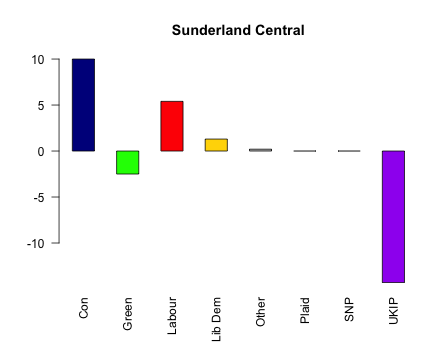 Sunderland Central
10
5
0
-5
-10
Con
Green
Labour
Lib Dem
Other
Plaid
SNP
UKIP